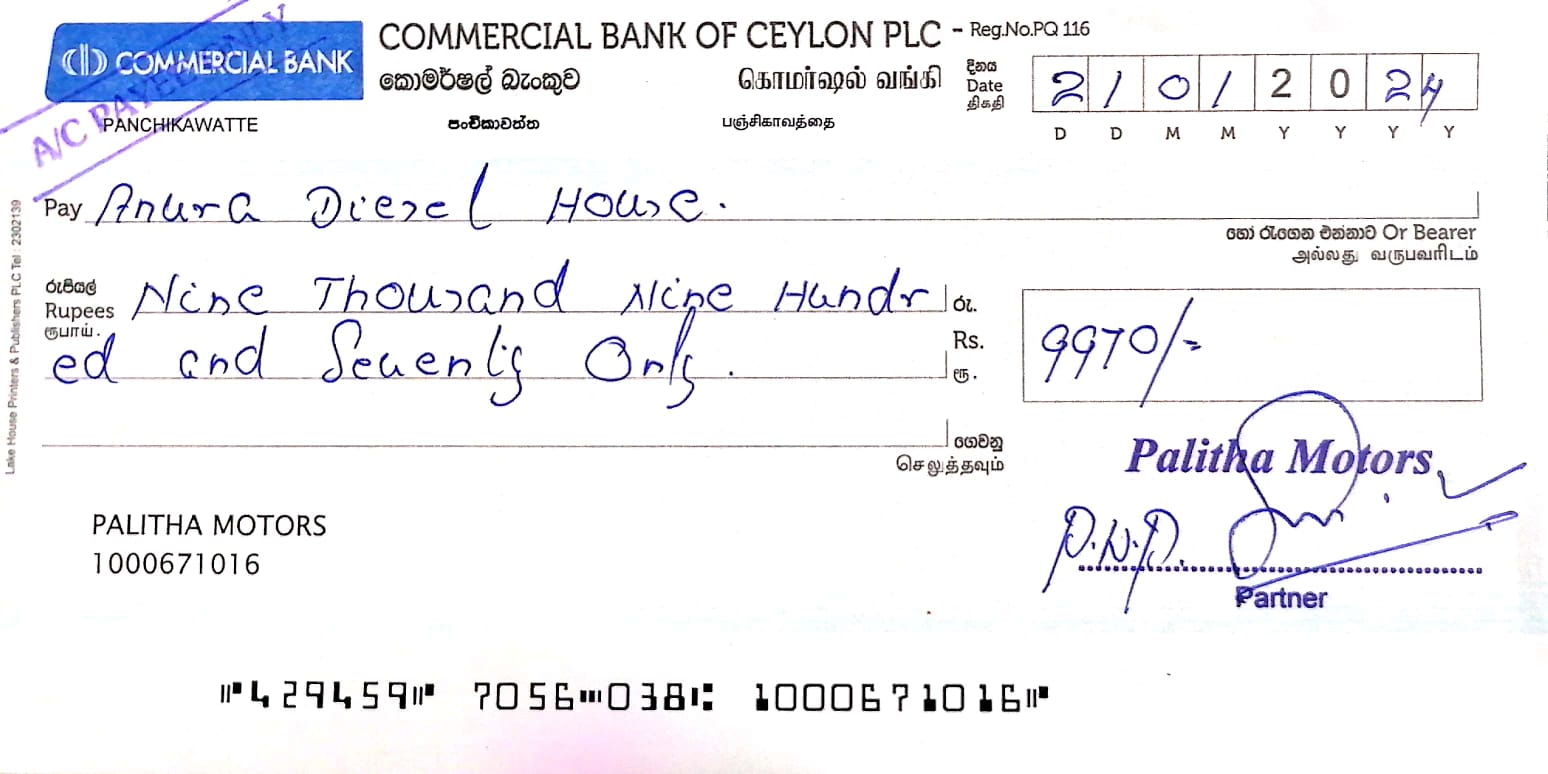 A/C PAYEE ONLY
COMMERCIAL BANK
COMMERCIAL BANK OF CEYLON PLC - Reg.No.PQ 116
කොමර්ෂල් බැංකුව கொமர்ஷல் வங்கி
දිනය
Date
திகதி
2 1 0 1 2 0 2 4
D D M M Y Y Y Y
PANCHIKAWATTE පංචිකාවත්ත பஞ்சிகாவத்தை
Pay Anura Diesel House.
හෝ රැගෙන එන්නාට Or Bearer
அல்லது வருபவரிடம்
රුපියල්
Rupees
ரூபாய்.
Nine Thousand Nine Hundr
ed and Seventy Only.
රු.
Rs.
ரூ.
9970/=
ගෙවනු
செலுத்தவும்
Palitha Motors
P.N.P.
Partner
PALITHA MOTORS
1000671016
Lake House Printers & Publishers PLC Tel : 2302139
⑈429459⑈ 7056⑉038⑆ 1000671016⑈